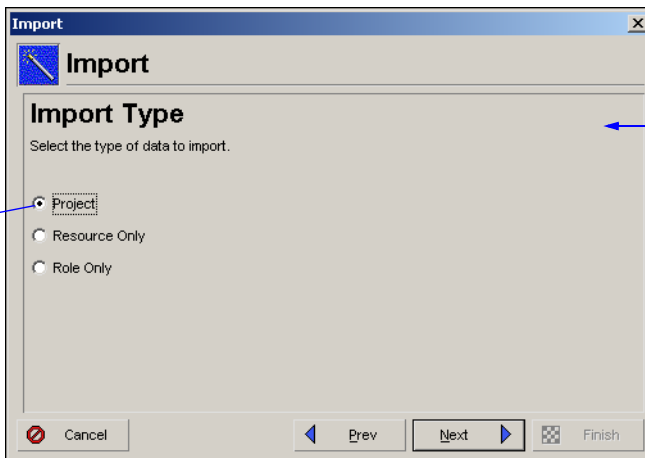 Import
Import
Import Type
Select the type of data to import.
Project
Resource Only
Role Only
Cancel
Prev
Next
Finish